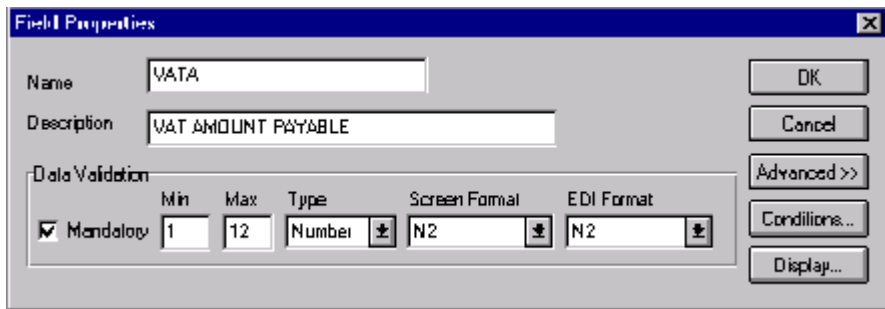 Field Properties
Name VATA OK
Description VAT AMOUNT PAYABLE Cancel
Data Validation Advanced >>
Min Max Type Screen Format EDI Format
Mandatory 1 12 Number N2 N2 Conditions...
Display...